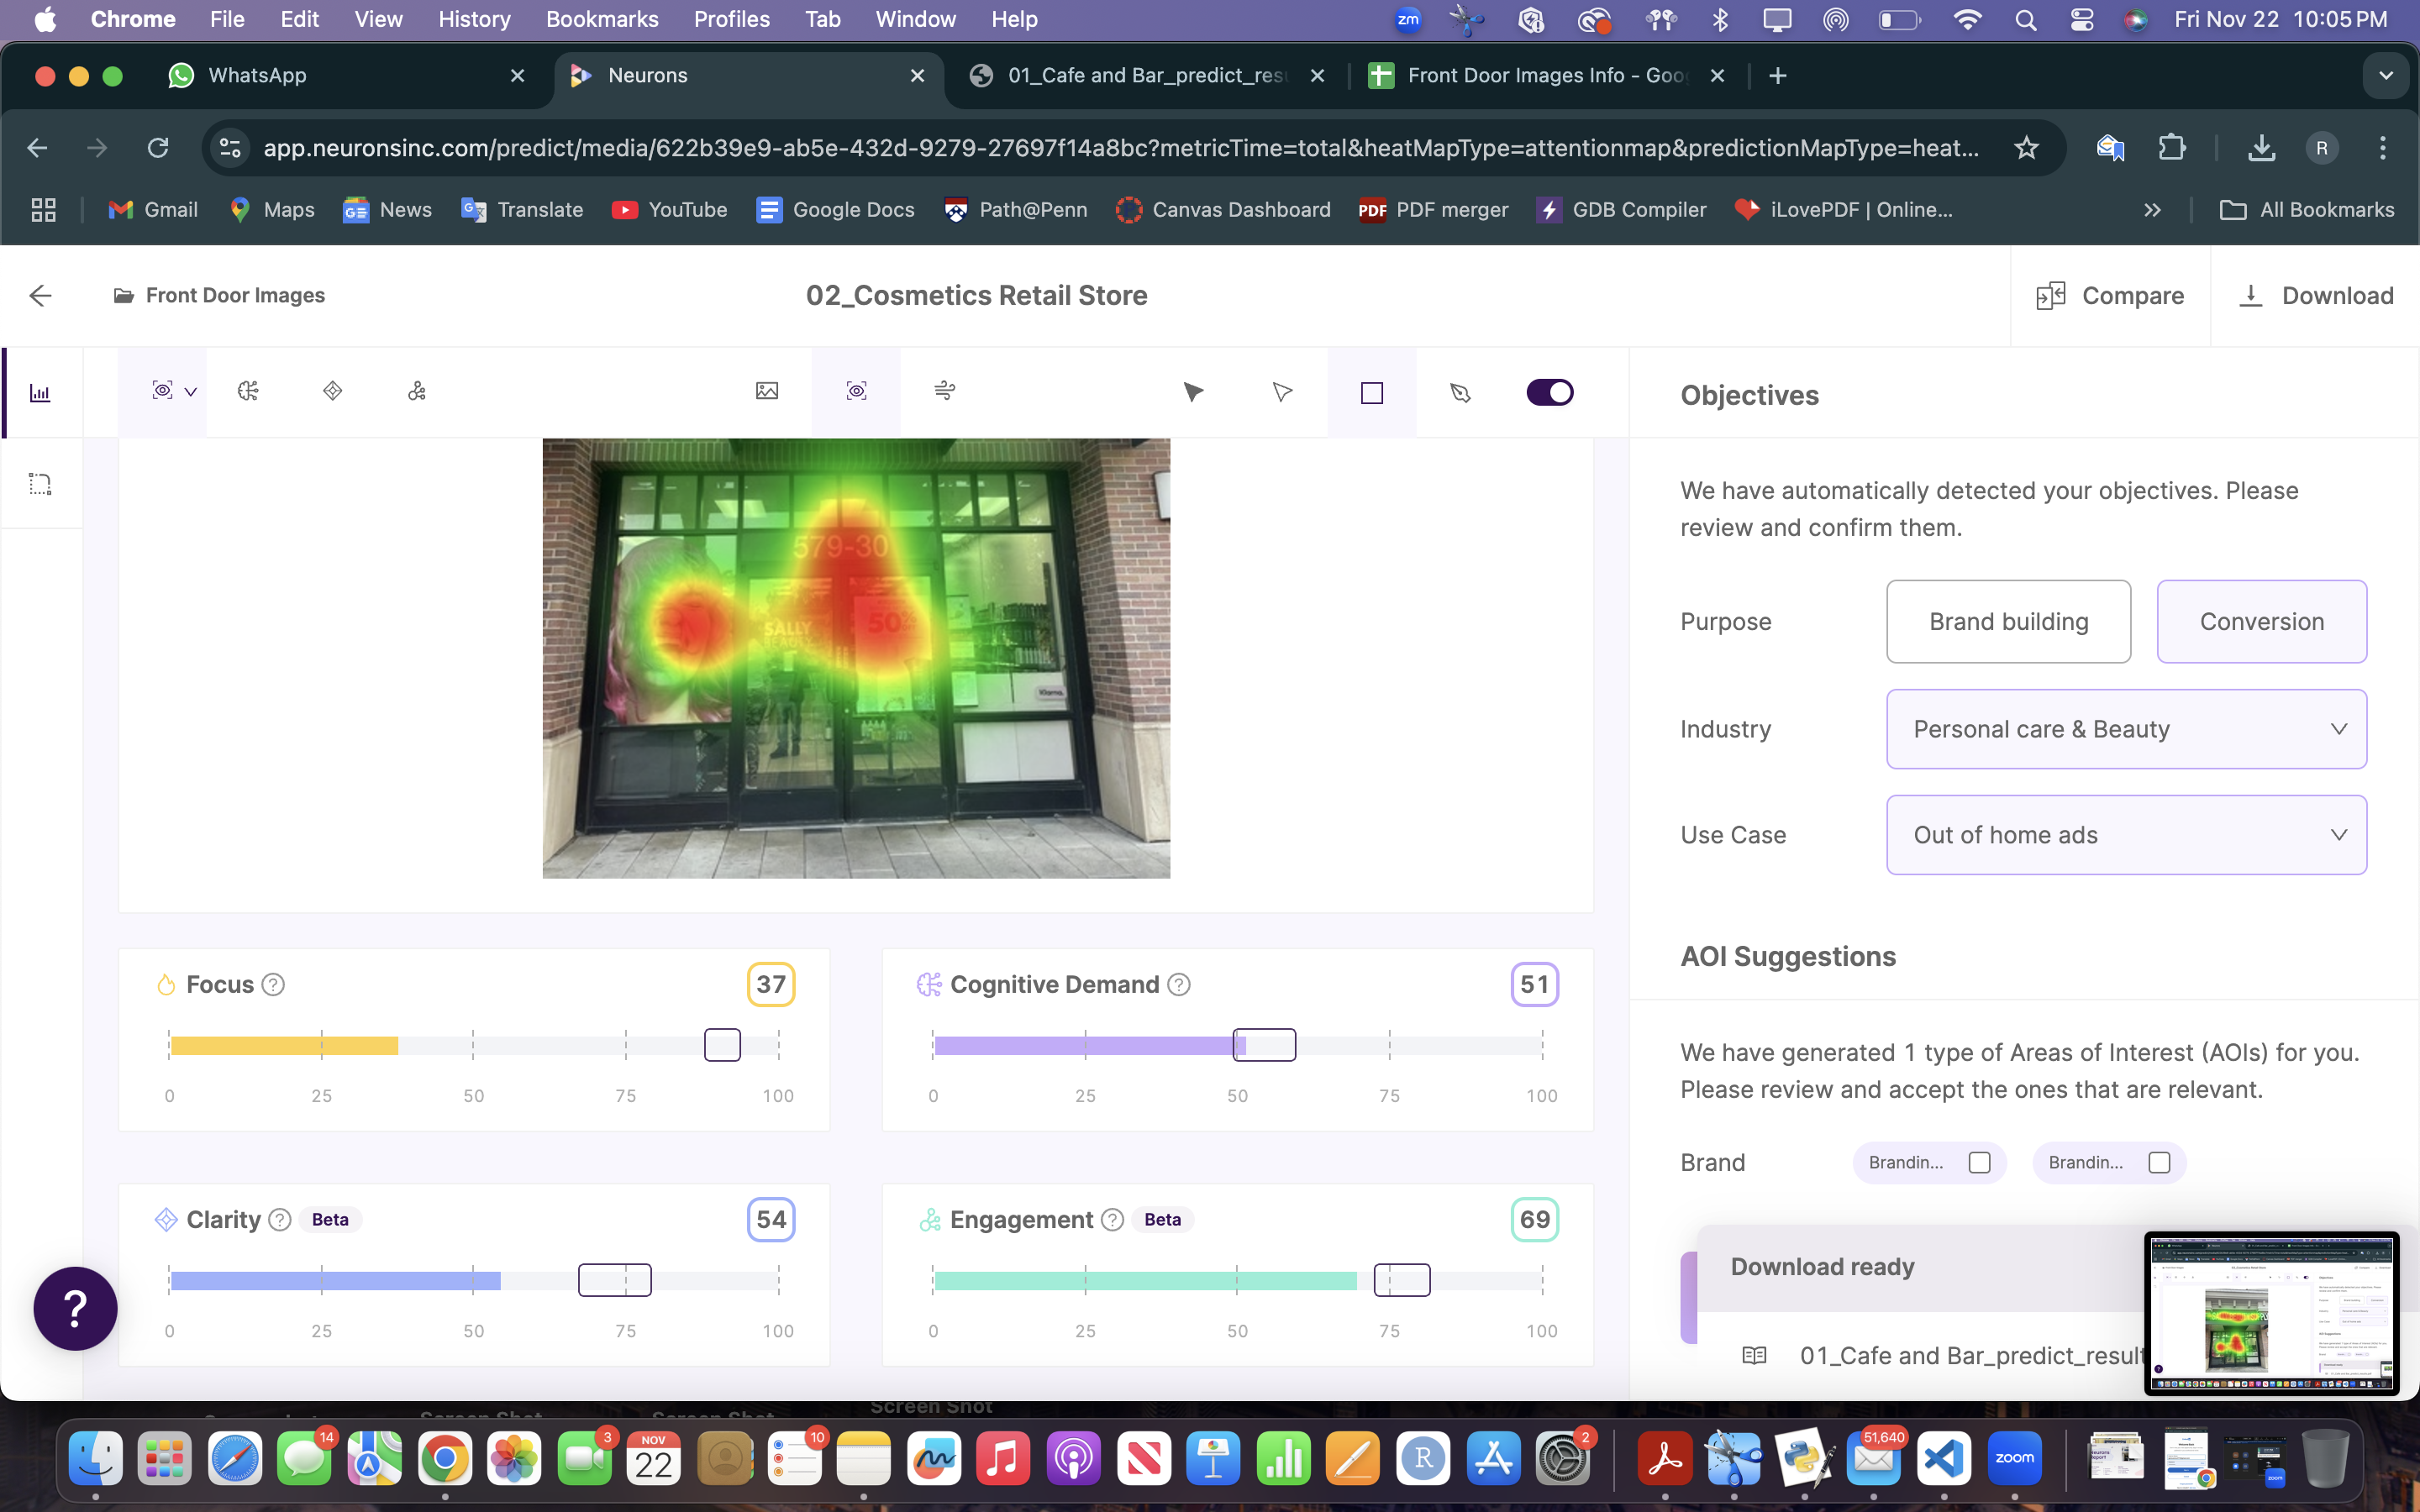 Chrome File Edit View History Bookmarks Profiles Tab Window Help zm Fri Nov 22 10:05 PM
WhatsApp Neurons 01_Cafe and Bar_predict_resu Front Door Images Info - Goo
app.neuronsinc.com/predict/media/622b39e9-ab5e-432d-9279-27697f14a8bc?metricTime=total&heatMapType=attentionmap&predictionMapType=heat... R
Gmail Maps News Translate YouTube Google Docs Path@Penn Canvas Dashboard PDF PDF merger GDB Compiler iLovePDF | Online... All Bookmarks
Front Door Images 02_Cosmetics Retail Store Compare Download
Objectives
We have automatically detected your objectives. Please
review and confirm them.
Purpose Brand building Conversion
Industry Personal care & Beauty
Use Case Out of home ads
579-30
50%
SALLY
BEAUTY
Klarna.
AOI Suggestions
We have generated 1 type of Areas of Interest (AOIs) for you.
Please review and accept the ones that are relevant.
Brand Brandin... Brandin...
Focus ? 37
0 25 50 75 100
Cognitive Demand ? 51
0 25 50 75 100
Clarity ? Beta 54
0 25 50 75 100
Engagement ? Beta 69
0 25 50 75 100
?
Download ready
01_Cafe and Bar_predict_result
Screen Shot
14 3 NOV 22 10 2 51,640 zoom